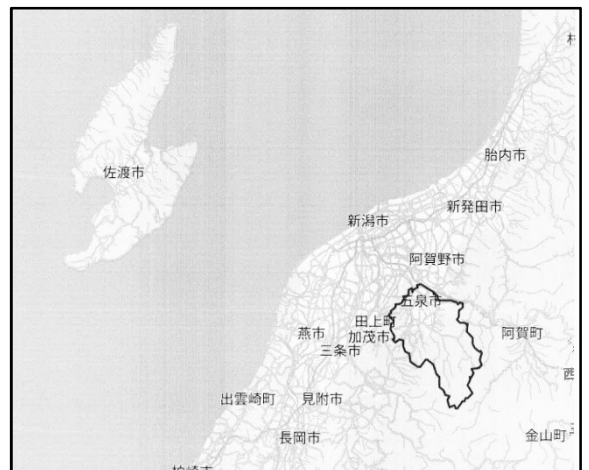 佐渡市
胎内市
新発田市
新潟市
阿賀野市
五泉市
田上町
燕市
加茂市
阿賀町
三条市
出雲崎町
見附市
長岡市
金山町